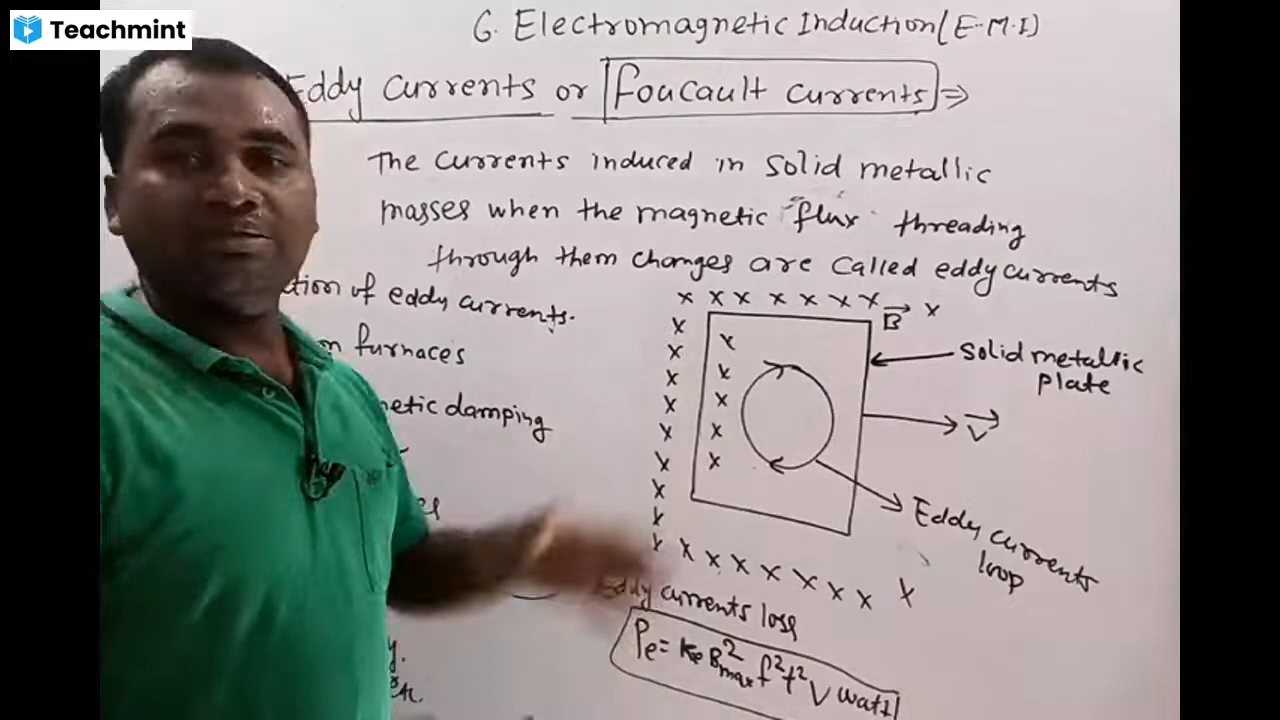 Teachmint
6. Electromagnetic Induction (E.M.I)
Eddy currents or foucault currents ⇒
The currents induced in solid metallic
masses when the magnetic flux threading
through them changes are called eddy currents
of eddy currents.
furnaces
damping
x x x x x x x B x
Solid metallic
plate
V
Eddy currents
loop
x x x x x x x x x
Eddy currents loss
Pe = Ke B²max f² t² V watt